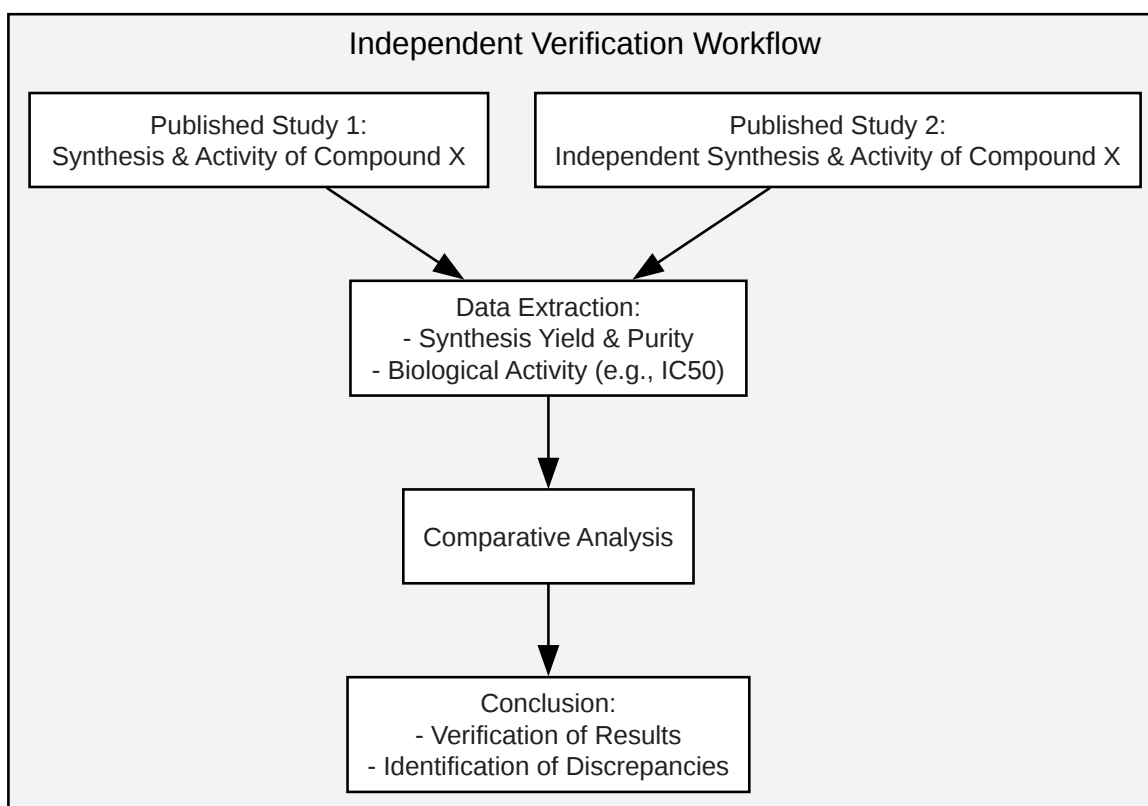 Independent Verification Workflow
Published Study 1:
Synthesis & Activity of Compound X
Published Study 2:
Independent Synthesis & Activity of Compound X
Data Extraction:
- Synthesis Yield & Purity
- Biological Activity (e.g., IC50)
Comparative Analysis
Conclusion:
- Verification of Results
- Identification of Discrepancies